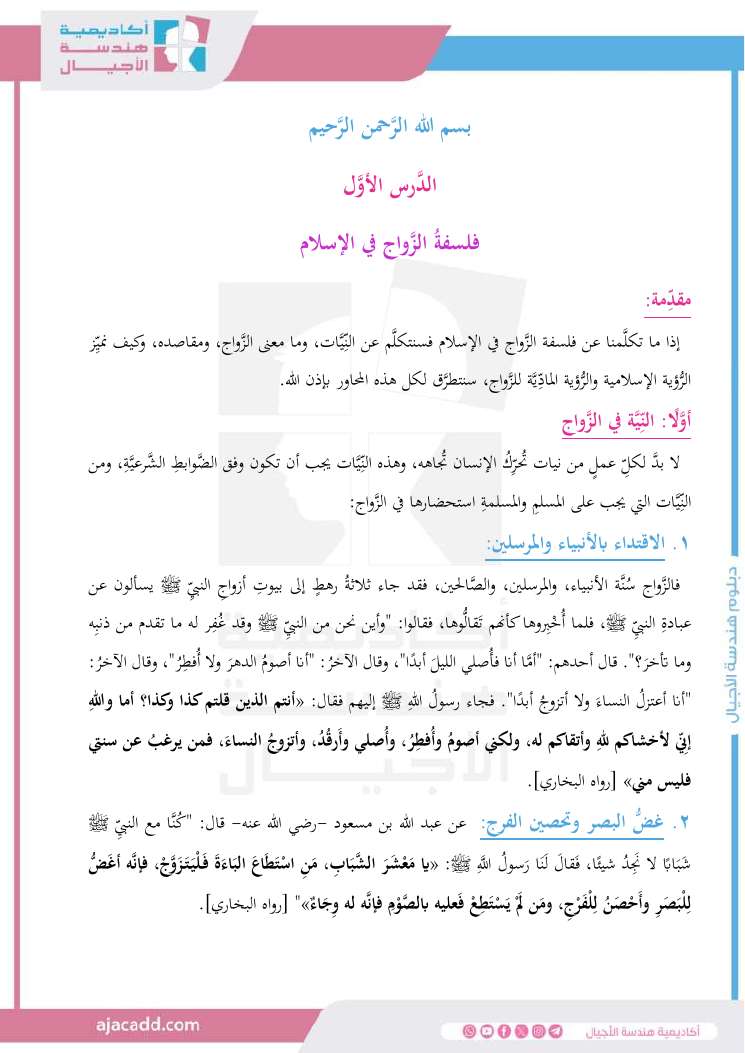 أكاديمية
هندسة
الأجيال
بسم الله الرَّحمن الرَّحيم
الدَّرس الأوَّل
فلسفةُ الزَّواج في الإسلام
مقدِّمة:
إذا ما تكلَّمنا عن فلسفة الزَّواج في الإسلام فسنتكلَّم عن النِّيَّات، وما معنى الزَّواج، ومقاصده، وكيف نميِّز
الرُّؤية الإسلامية والرُّؤية المادِّيَّة للزَّواج، سنتطرَّق لكل هذه المحاور بإذن الله.
أوَّلًا: النِّيَّة في الزَّواج
لا بدَّ لكلِّ عملٍ من نيات تُحرِّكُ الإنسان تُجاهه، وهذه النِّيَّات يجب أن تكون وفق الضَّوابطِ الشَّرعيَّةِ، ومن
النِّيَّات التي يجب على المسلمِ والمسلمةِ استحضارها في الزَّواج:
١. الاقتداء بالأنبياء والمرسلين:
فالزَّواج سُنَّة الأنبياء، والمرسلين، والصَّالحين، فقد جاء ثلاثةُ رهطٍ إلى بيوتِ أزواجِ النبيِّ ﷺ يسألون عن
عبادةِ النبيِّ ﷺ، فلما أُخْبِروها كأنهم تَقالُّوها، فقالوا: "وأين نحن من النبيِّ ﷺ وقد غُفِر له ما تقدم من ذنبِه
وما تأخرَ؟". قال أحدهم: "أمَّا أنا فأُصلي الليلَ أبدًا"، وقال الآخرُ: "أنا أصومُ الدهرَ ولا أُفطِرُ"، وقال الآخرُ:
"أنا أعتزلُ النساءَ ولا أتزوجُ أبدًا". فجاء رسولُ اللهِ ﷺ إليهم فقال: «أنتم الذين قلتم كذا وكذا؟ أما واللهِ
إنِّي لأخشاكم للهِ وأتقاكم له، ولكني أصومُ وأُفطِرُ، وأُصلي وأَرقُدُ، وأتزوجُ النساءَ، فمن يرغبُ عن سنتي
فليس مني» [رواه البخاري].
٢. غضُّ البصر وتحصين الفرج: عن عبد الله بن مسعود –رضي الله عنه– قال: "كُنَّا مع النبيِّ ﷺ
شَبَابًا لا نَجِدُ شيئًا، فَقالَ لَنَا رَسولُ اللَّهِ ﷺ: «يا مَعْشَرَ الشَّبَابِ، مَنِ اسْتَطَاعَ البَاءَةَ فَلْيَتَزَوَّجْ، فإنَّه أغَضُّ
لِلْبَصَرِ وأَحْصَنُ لِلْفَرْجِ، ومَن لَمْ يَسْتَطِعْ فَعليه بالصَّوْمِ فإنَّه له وِجَاءٌ»" [رواه البخاري].
دبلوم هندسة الأجيال
أكاديمية
هندسة
الأجيال
ajacadd.com
أكاديمية هندسة الأجيال